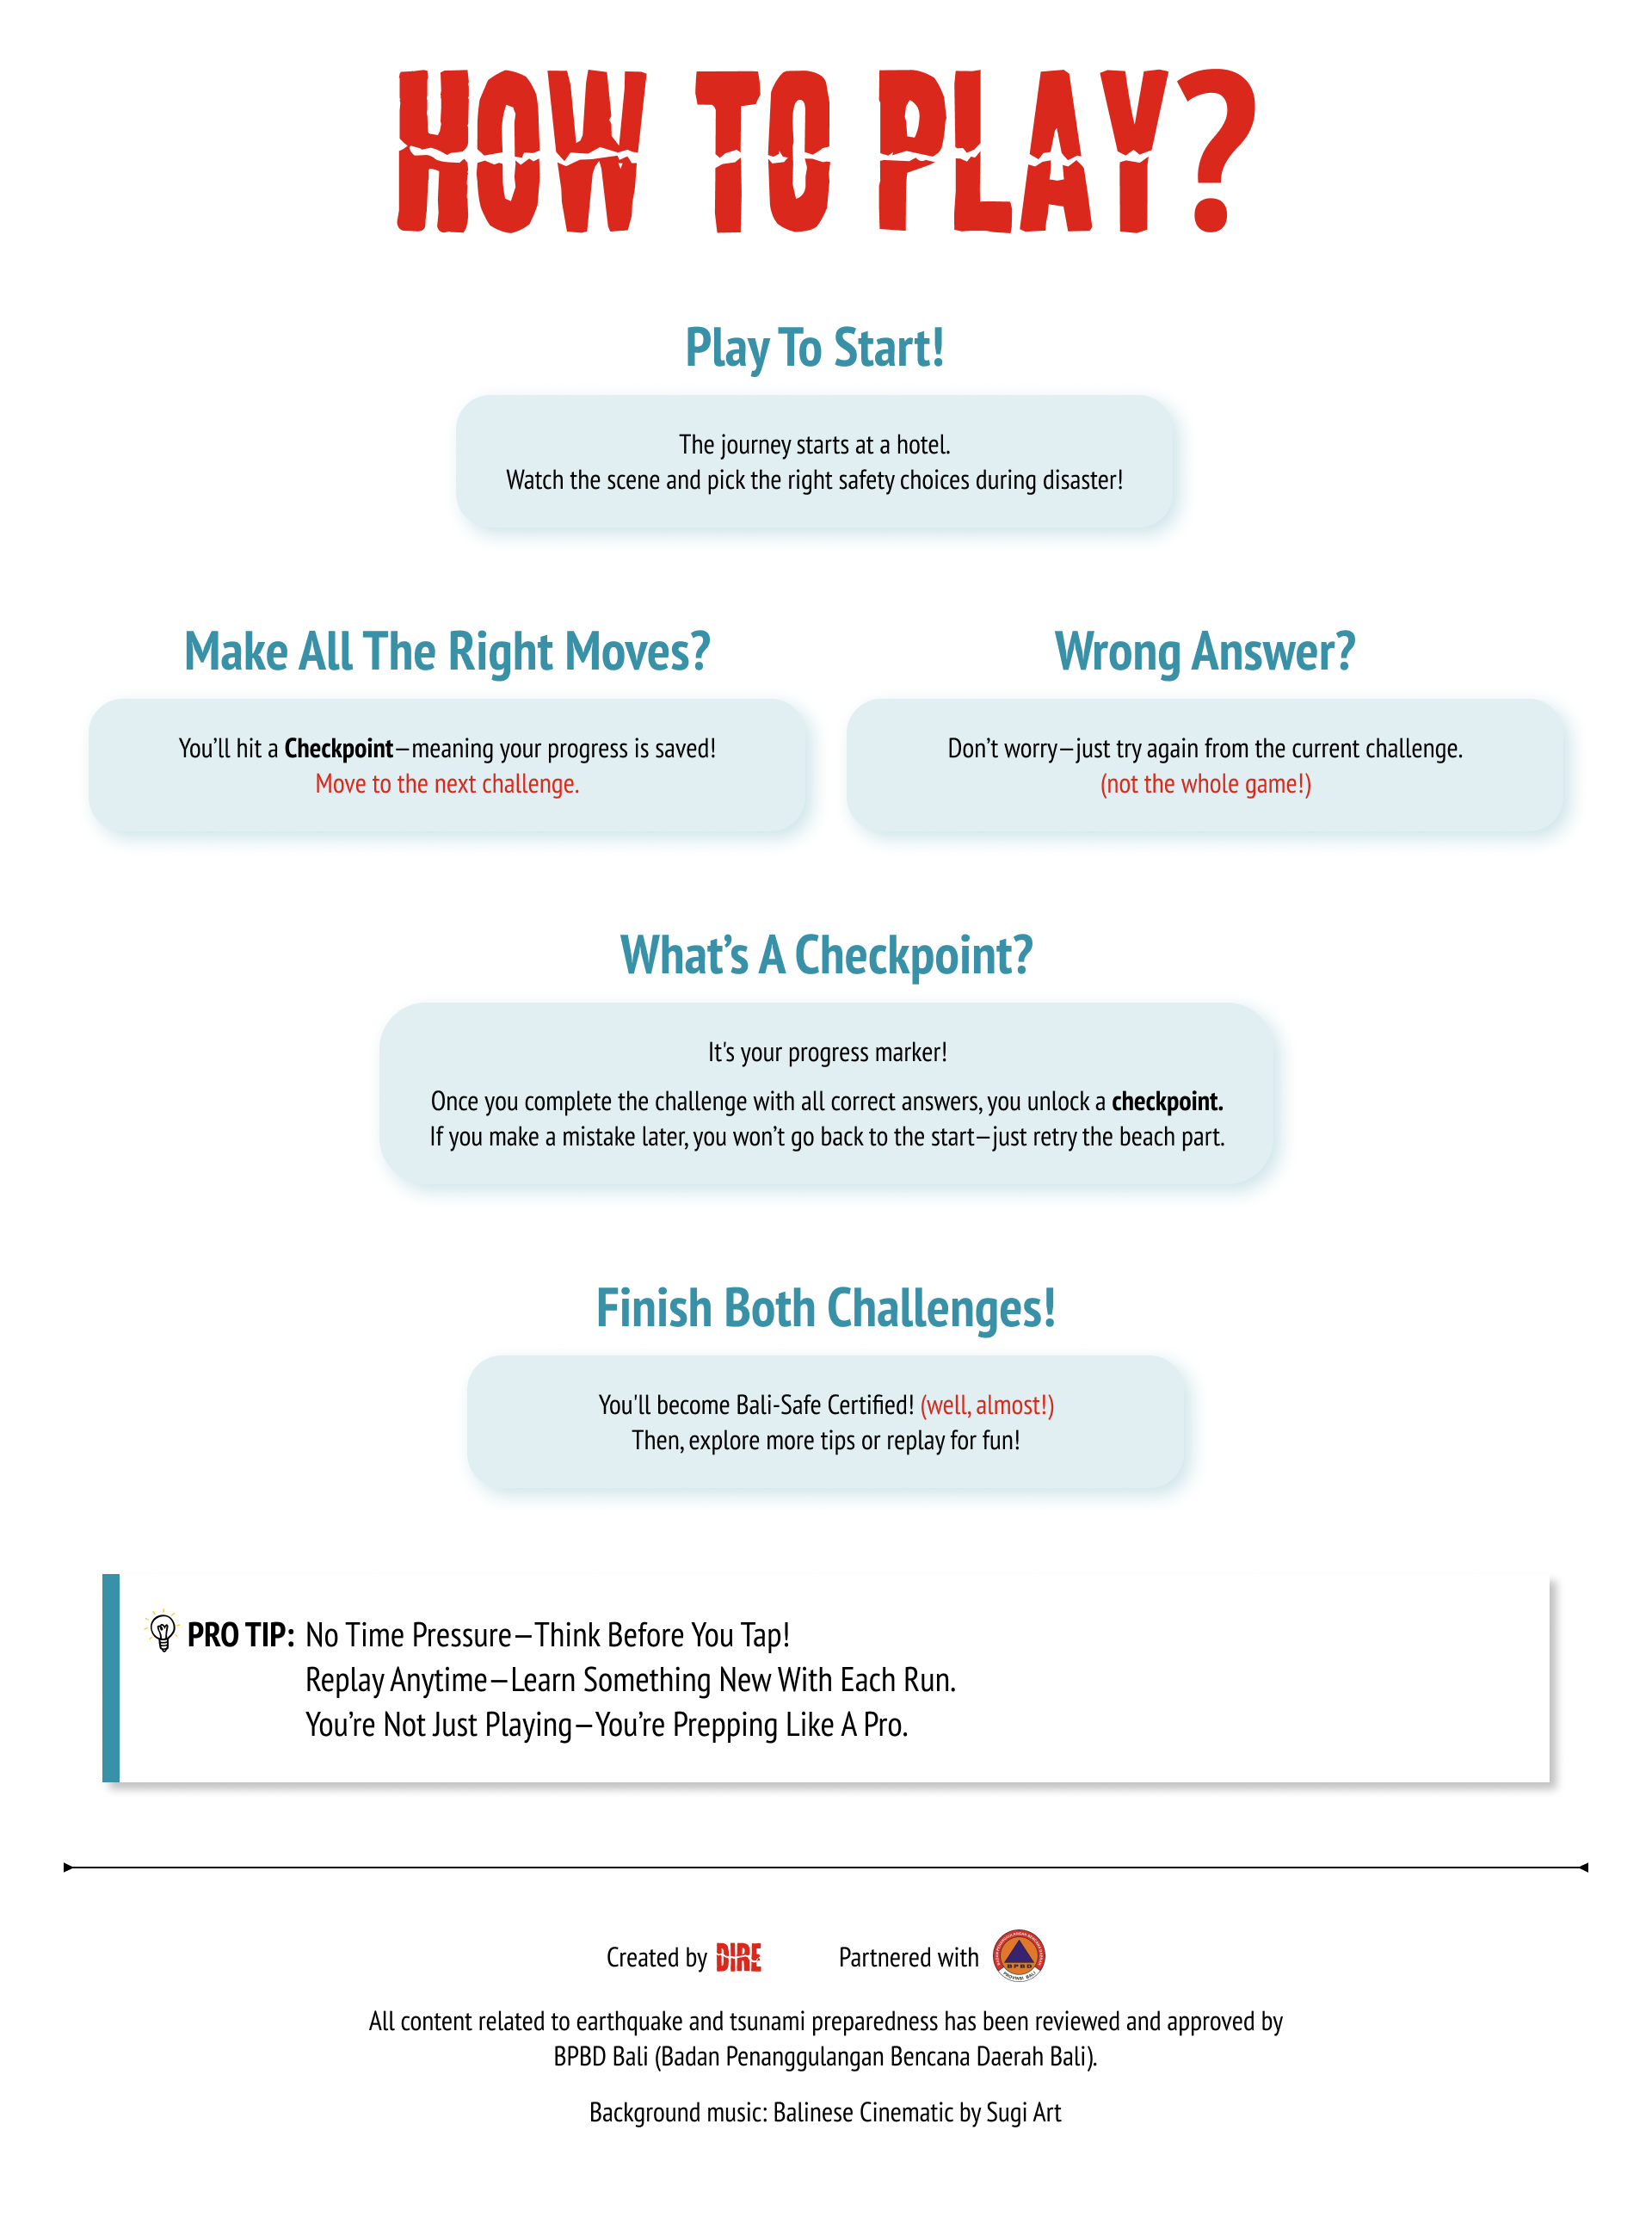 HOW TO PLAY?
Play To Start!
The journey starts at a hotel.
Watch the scene and pick the right safety choices during disaster!
Make All The Right Moves?
You’ll hit a Checkpoint—meaning your progress is saved!
Move to the next challenge.
Wrong Answer?
Don’t worry—just try again from the current challenge.
(not the whole game!)
What’s A Checkpoint?
It's your progress marker!
Once you complete the challenge with all correct answers, you unlock a checkpoint.
If you make a mistake later, you won’t go back to the start—just retry the beach part.
Finish Both Challenges!
You'll become Bali-Safe Certified! (well, almost!)
Then, explore more tips or replay for fun!
PRO TIP: No Time Pressure—Think Before You Tap!
Replay Anytime—Learn Something New With Each Run.
You’re Not Just Playing—You’re Prepping Like A Pro.
Created by DIRE
Partnered with
BPBD
PROVINSI BALI
All content related to earthquake and tsunami preparedness has been reviewed and approved by
BPBD Bali (Badan Penanggulangan Bencana Daerah Bali).
Background music: Balinese Cinematic by Sugi Art